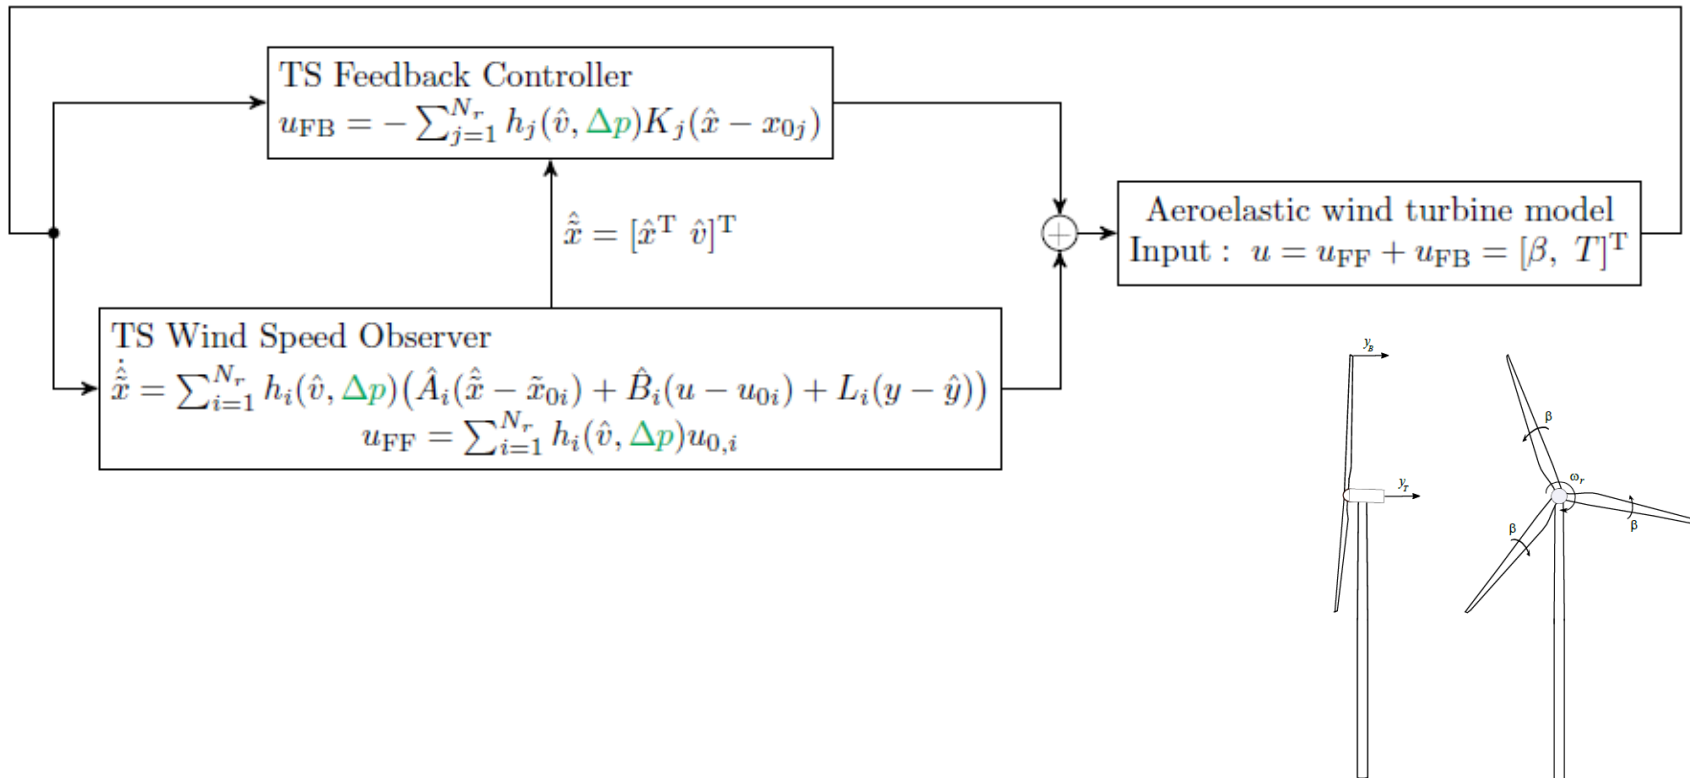 TS Feedback Controller
u_FB = − ∑_{j=1}^{N_r} h_j(v̂, Δp)K_j(x̂ − x_{0j})
x̃̂ = [x̂^T v̂]^T
TS Wind Speed Observer
x̃̂̇ = ∑_{i=1}^{N_r} h_i(v̂, Δp)(Â_i(x̃̂ − x̃_{0i}) + B̂_i(u − u_{0i}) + L_i(y − ŷ))
u_FF = ∑_{i=1}^{N_r} h_i(v̂, Δp)u_{0,i}
+
Aeroelastic wind turbine model
Input : u = u_FF + u_FB = [β, T]^T
y_B
y_T
β
ω_r
β
β